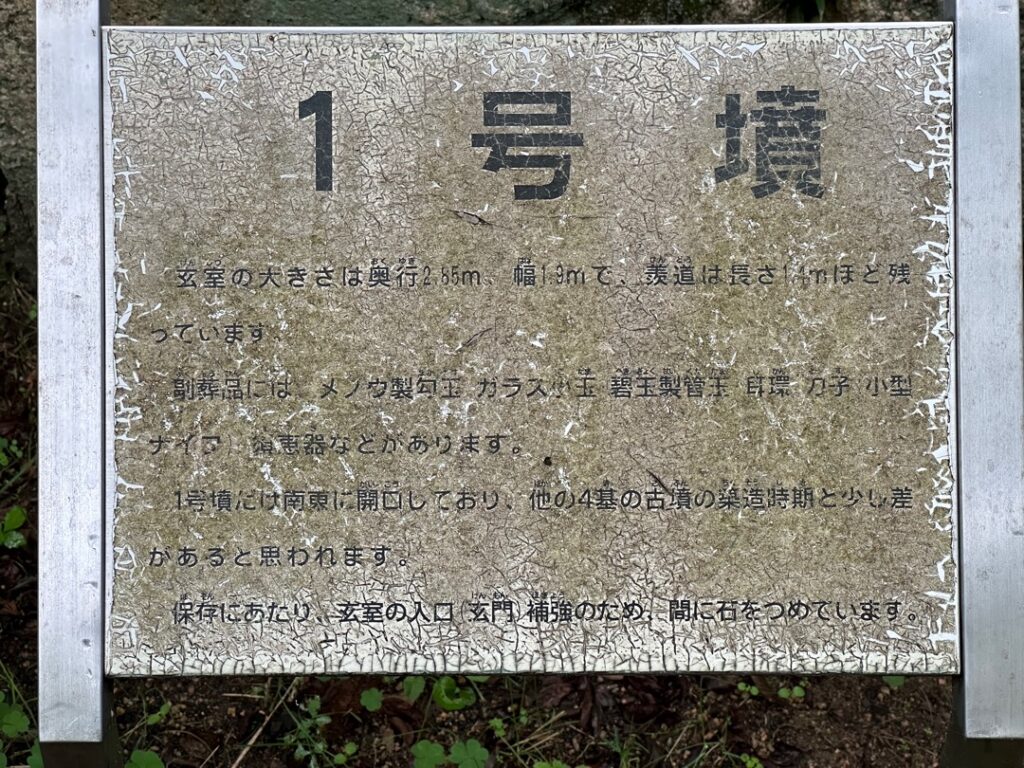 1号墳
玄室の大きさは奥行2.85m、幅1.9mで、羨道は長さ1.4mほど残
っています。
副葬品には、メノウ製勾玉 ガラス小玉 碧玉製管玉 耳環 刀子 小型
ナイフ 須恵器などがあります。
1号墳だけ南東に開口しており、他の4基の古墳の築造時期と少し差
があると思われます。
保存にあたり、玄室の入口 玄門 補強のため、間に石をつめています。